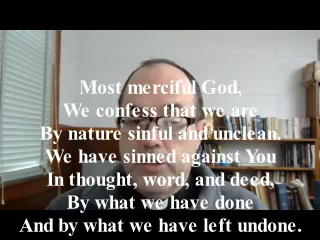 Most merciful God,
We confess that we are
By nature sinful and unclean.
We have sinned against You
In thought, word, and deed,
By what we have done
And by what we have left undone.